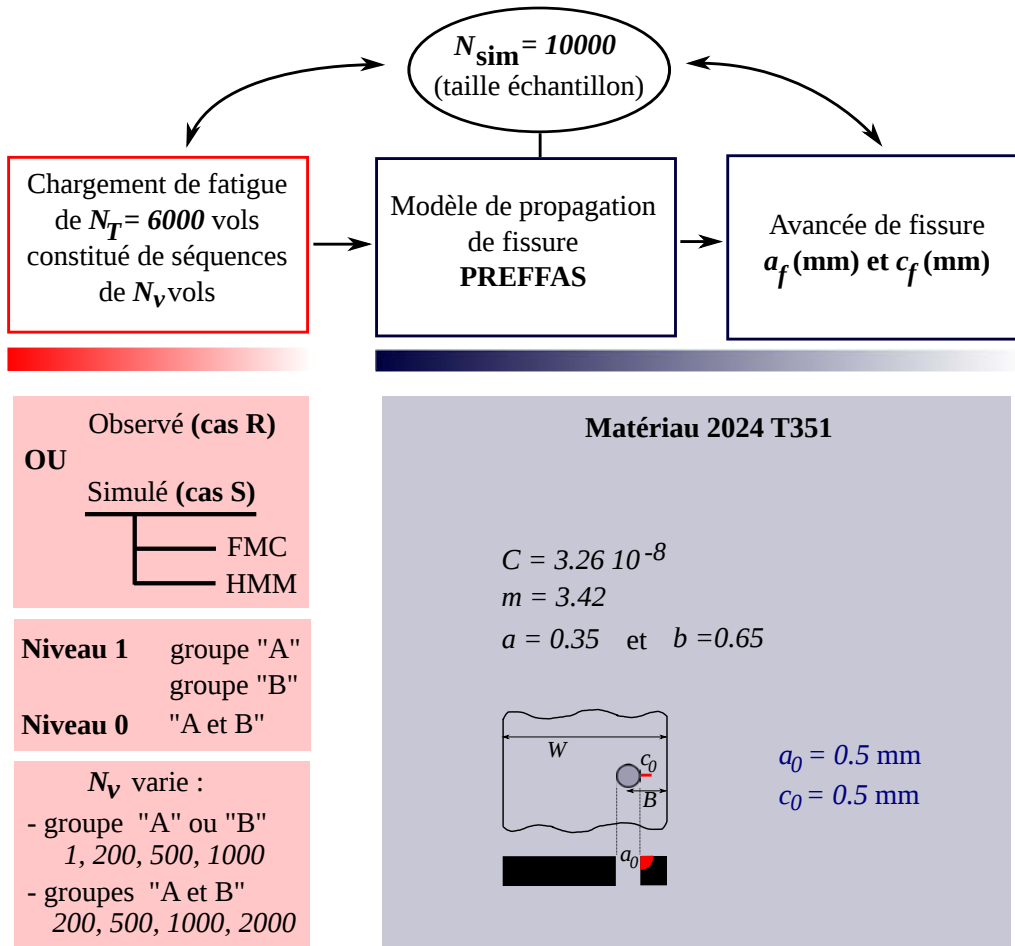 N_sim = 10000
(taille échantillon)
Chargement de fatigue
de N_T = 6000 vols
constitué de séquences
de N_v vols
Modèle de propagation
de fissure
PREFFAS
Avancée de fissure
a_f (mm) et c_f (mm)
Observé (cas R)
OU
Simulé (cas S)
FMC
HMM
Niveau 1 groupe "A"
groupe "B"
Niveau 0 "A et B"
N_v varie :
- groupe "A" ou "B"
1, 200, 500, 1000
- groupes "A et B"
200, 500, 1000, 2000
Matériau 2024 T351
C = 3.26 10^-8
m = 3.42
a = 0.35 et b =0.65
W
c_0
B
a_0
a_0 = 0.5 mm
c_0 = 0.5 mm